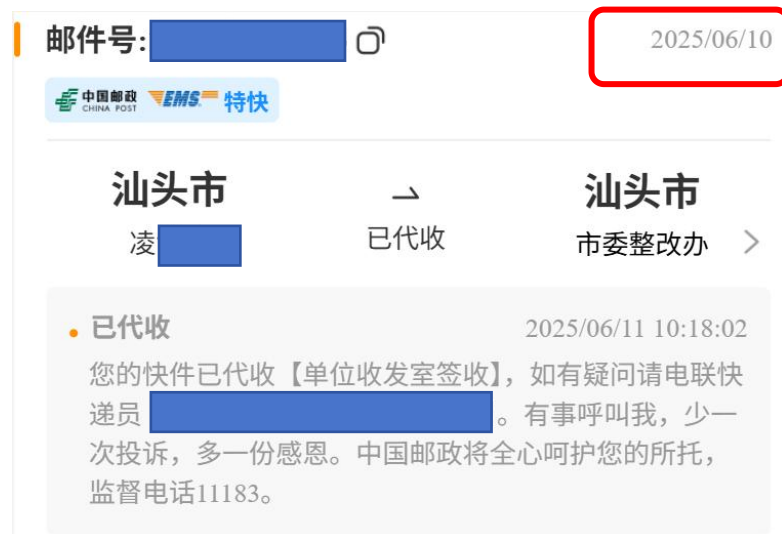 邮件号:
2025/06/10
中国邮政 CHINA POST EMS 特快
汕头市 汕头市
凌 已代收 市委整改办
已代收 2025/06/11 10:18:02
您的快件已代收【单位收发室签收】，如有疑问请电联快
递员 。有事呼叫我，少一
次投诉，多一份感恩。中国邮政将全心呵护您的所托，
监督电话11183。